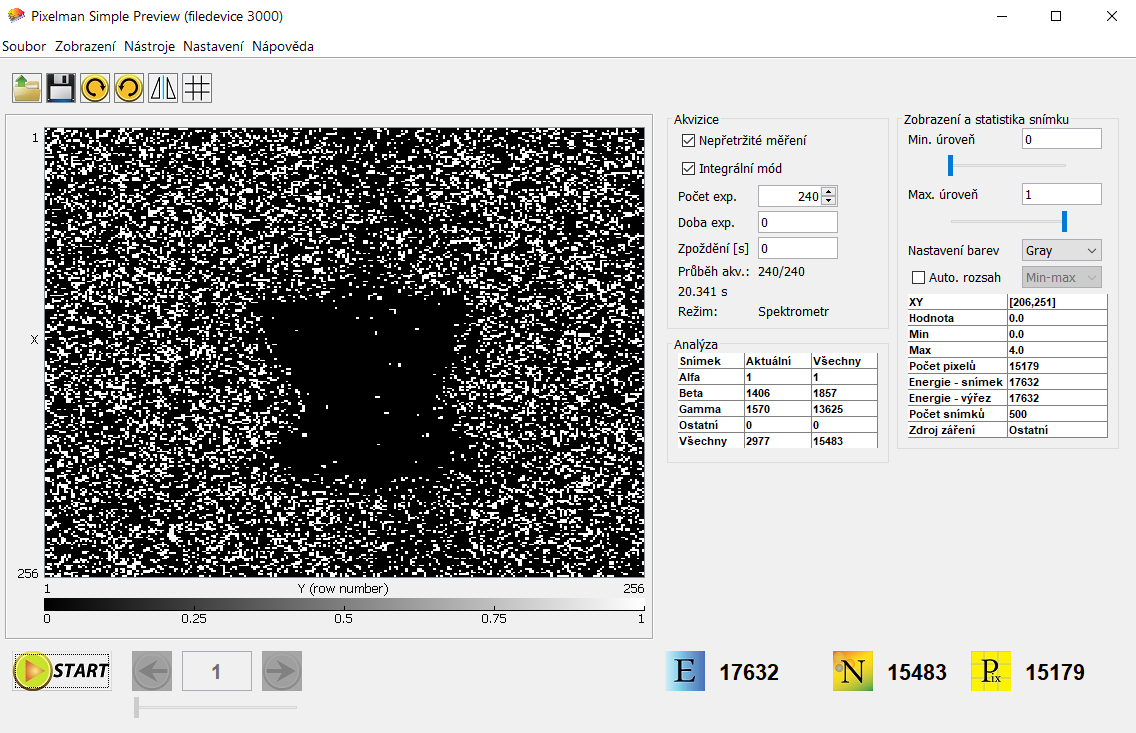 Pixelman Simple Preview (filedevice 3000)
Soubor Zobrazení Nástroje Nastavení Nápověda
1
X
256
1 Y (row number) 256
0 0.25 0.5 0.75 1
START 1
Akvizice
Nepřetržité měření
Integrální mód
Počet exp. 240
Doba exp. 0
Zpoždění [s] 0
Průběh akv.: 240/240
20.341 s
Režim: Spektrometr
Analýza
Snímek Aktuální Všechny
Alfa 1 1
Beta 1406 1857
Gamma 1570 13625
Ostatní 0 0
Všechny 2977 15483
Zobrazení a statistika snímku
Min. úroveň 0
Max. úroveň 1
Nastavení barev Gray
Auto. rozsah Min-max
XY [206,251]
Hodnota 0.0
Min 0.0
Max 4.0
Počet pixelů 15179
Energie - snímek 17632
Energie - výřez 17632
Počet snímků 500
Zdroj záření Ostatní
E 17632 N 15483 Pix 15179